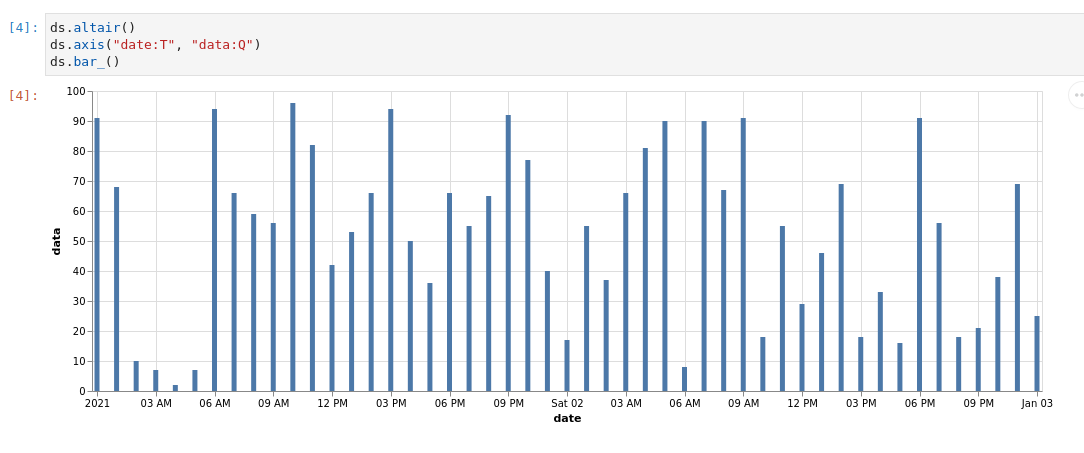 [4]: ds.altair()
ds.axis("date:T", "data:Q")
ds.bar_()
[4]:
100
90
80
70
60
50
40
30
20
10
0
data
2021 03 AM 06 AM 09 AM 12 PM 03 PM 06 PM 09 PM Sat 02 03 AM 06 AM 09 AM 12 PM 03 PM 06 PM 09 PM Jan 03
date